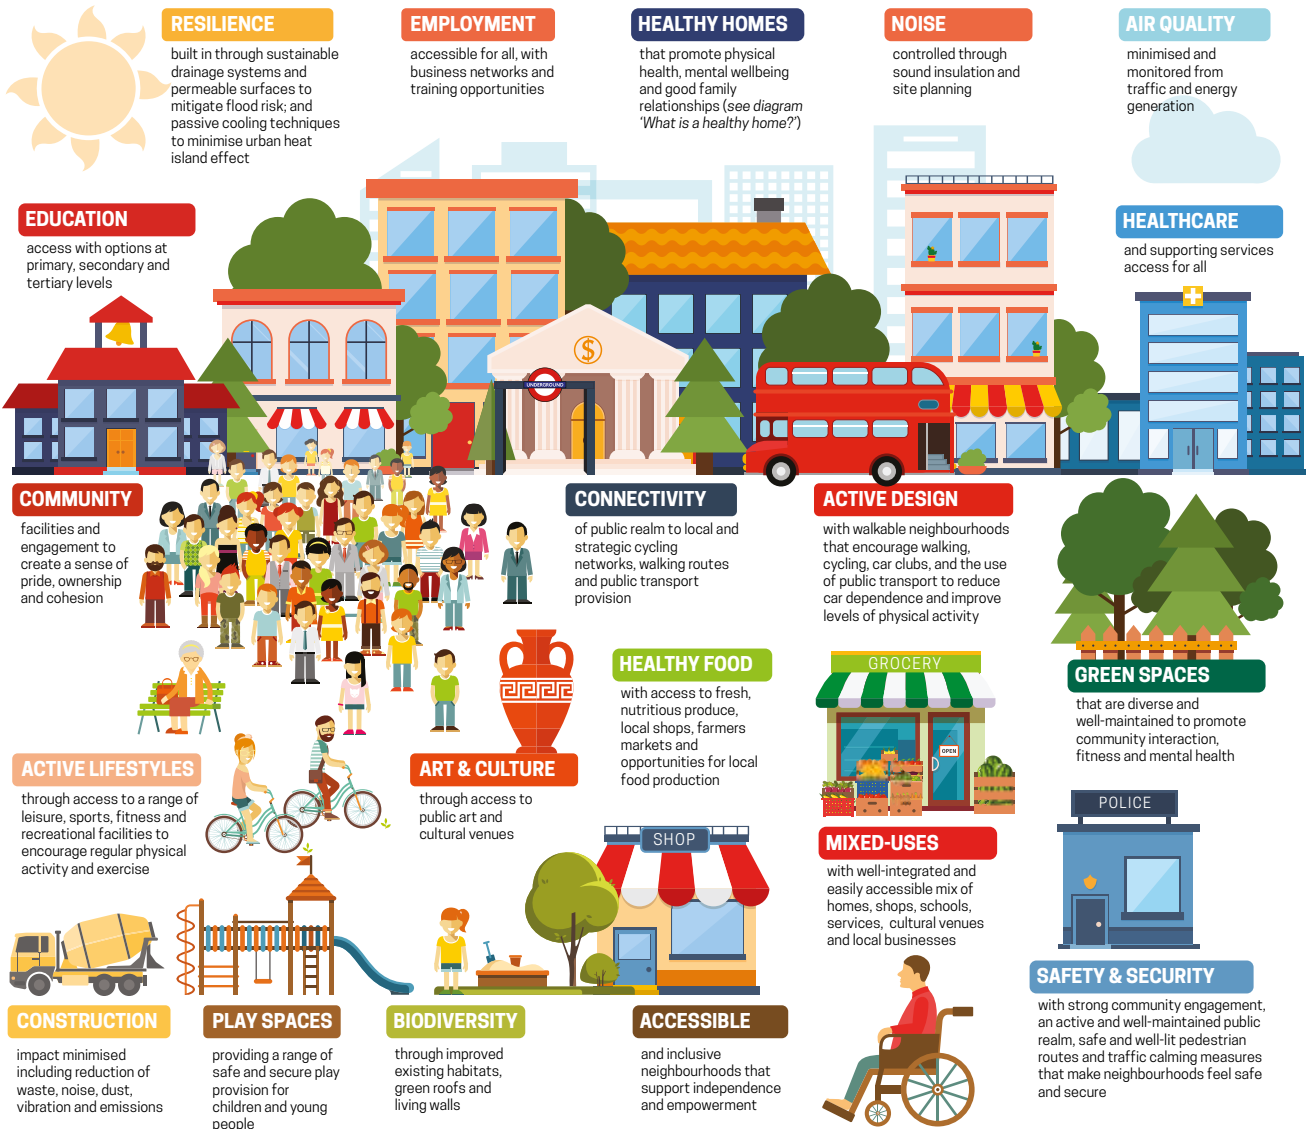 RESILIENCE
built in through sustainable
drainage systems and
permeable surfaces to
mitigate flood risk; and
passive cooling techniques
to minimise urban heat
island effect
EMPLOYMENT
accessible for all, with
business networks and
training opportunities
HEALTHY HOMES
that promote physical
health, mental wellbeing
and good family
relationships (see diagram
‘What is a healthy home?’)
NOISE
controlled through
sound insulation and
site planning
AIR QUALITY
minimised and
monitored from
traffic and energy
generation
EDUCATION
access with options at
primary, secondary and
tertiary levels
HEALTHCARE
and supporting services
access for all
$
UNDERGROUND
COMMUNITY
facilities and
engagement to
create a sense of
pride, ownership
and cohesion
CONNECTIVITY
of public realm to local and
strategic cycling
networks, walking routes
and public transport
provision
ACTIVE DESIGN
with walkable neighbourhoods
that encourage walking,
cycling, car clubs, and the use
of public transport to reduce
car dependence and improve
levels of physical activity
HEALTHY FOOD
with access to fresh,
nutritious produce,
local shops, farmers
markets and
opportunities for local
food production
GROCERY
OPEN
GREEN SPACES
that are diverse and
well-maintained to promote
community interaction,
fitness and mental health
ACTIVE LIFESTYLES
through access to a range of
leisure, sports, fitness and
recreational facilities to
encourage regular physical
activity and exercise
ART & CULTURE
through access to
public art and
cultural venues
SHOP
MIXED-USES
with well-integrated and
easily accessible mix of
homes, shops, schools,
services, cultural venues
and local businesses
POLICE
SAFETY & SECURITY
with strong community engagement,
an active and well-maintained public
realm, safe and well-lit pedestrian
routes and traffic calming measures
that make neighbourhoods feel safe
and secure
CONSTRUCTION
impact minimised
including reduction of
waste, noise, dust,
vibration and emissions
PLAY SPACES
providing a range of
safe and secure play
provision for
children and young
people
BIODIVERSITY
through improved
existing habitats,
green roofs and
living walls
ACCESSIBLE
and inclusive
neighbourhoods that
support independence
and empowerment